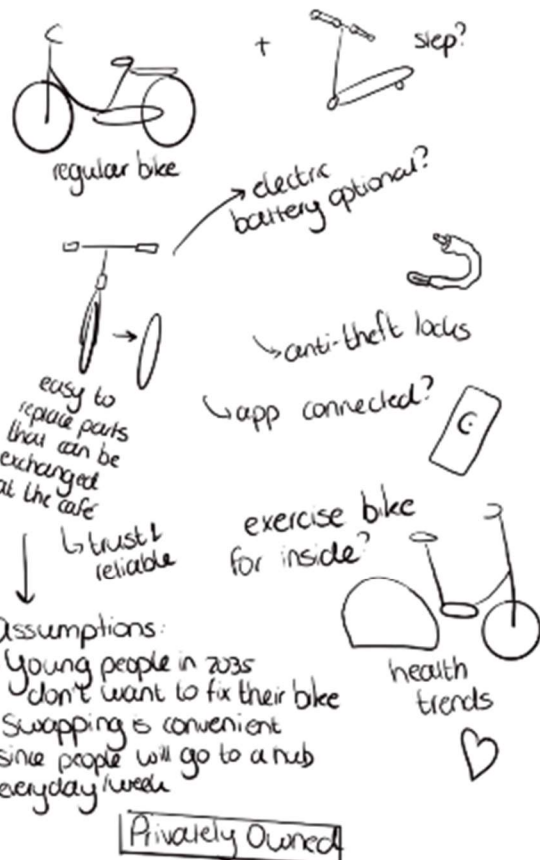 +
step?
regular bike
electric
battery optional?
anti-theft locks
app connected?
easy to
replace parts
that can be
exchanged
at the café
trust!
reliable
exercise bike
for inside?
health
trends
assumptions:
young people in 2035
don't want to fix their bike
swapping is convenient
since people will go to a hub
everyday/week
Privately Owned